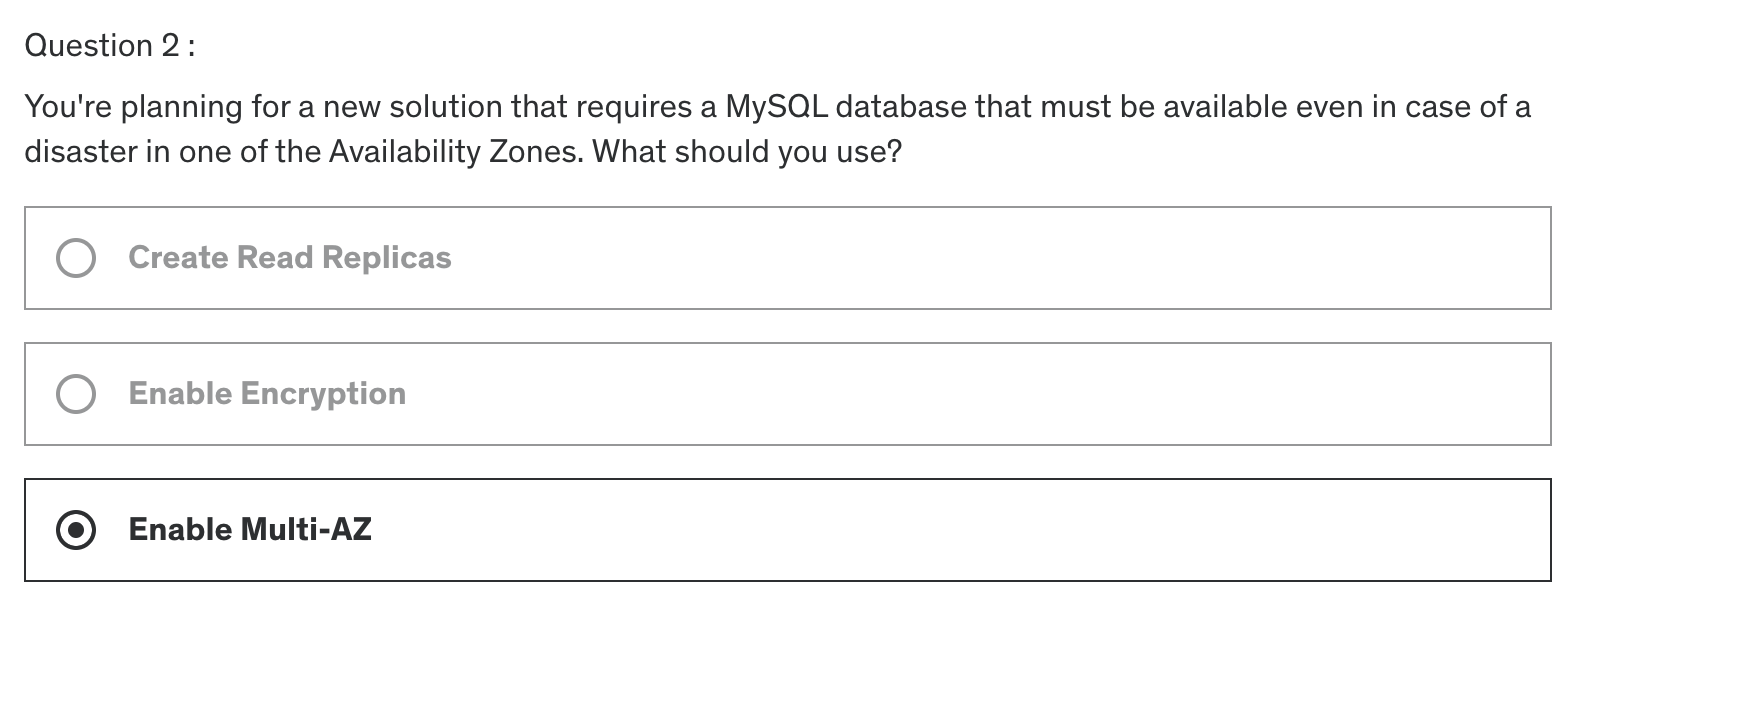 Question 2 :
You're planning for a new solution that requires a MySQL database that must be available even in case of a
disaster in one of the Availability Zones. What should you use?
Create Read Replicas
Enable Encryption
Enable Multi-AZ